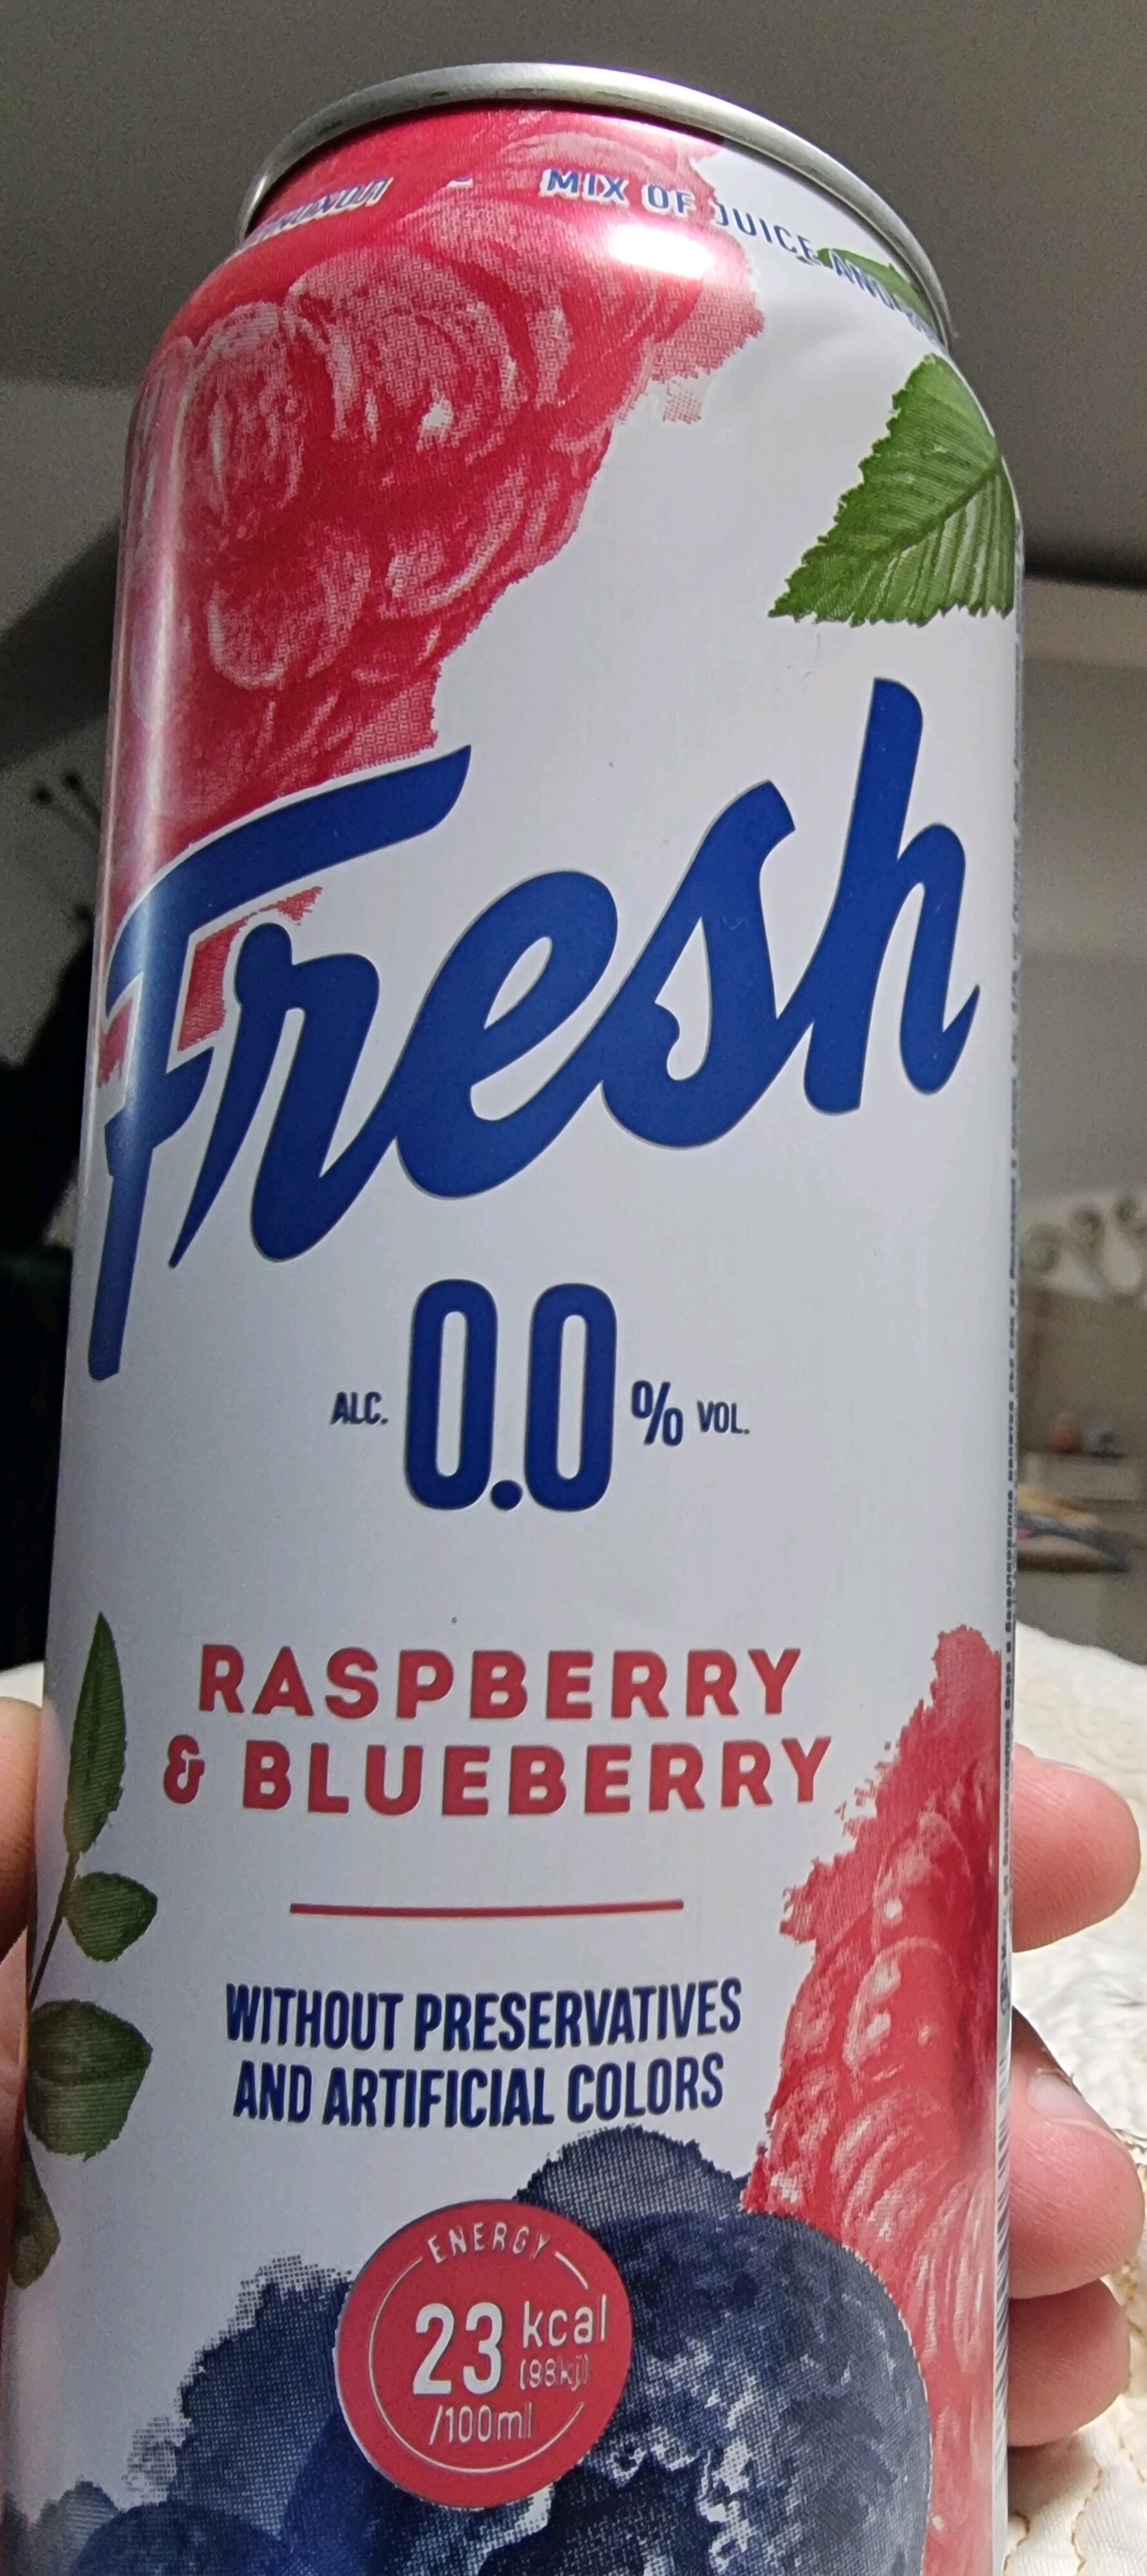 MIX OF JUICE AND
Fresh
ALC. 0.0 % VOL.
RASPBERRY
& BLUEBERRY
WITHOUT PRESERVATIVES
AND ARTIFICIAL COLORS
ENERGY
23 kcal
(98kj)
/100ml